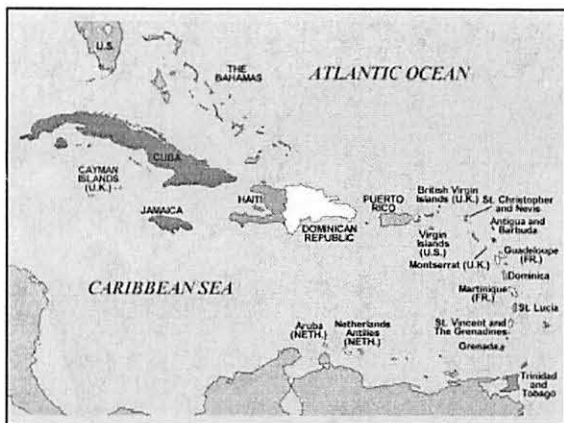 U.S.
THE
BAHAMAS
ATLANTIC OCEAN
CUBA
CAYMAN
ISLANDS
(U.K.)
JAMAICA
HAITI
DOMINICAN
REPUBLIC
PUERTO
RICO
British Virgin
Islands (U.K.)
St. Christopher
and Nevis
Virgin
Islands
(U.S.)
Antigua and
Barbuda
Montserrat (U.K.)
Guadeloupe
(FR.)
Dominica
Martinique
(FR.)
St. Lucia
CARIBBEAN SEA
Aruba
(NETH.)
Netherlands
Antilles
(NETH.)
St. Vincent and
The Grenadines
Grenada
Trinidad
and
Tobago